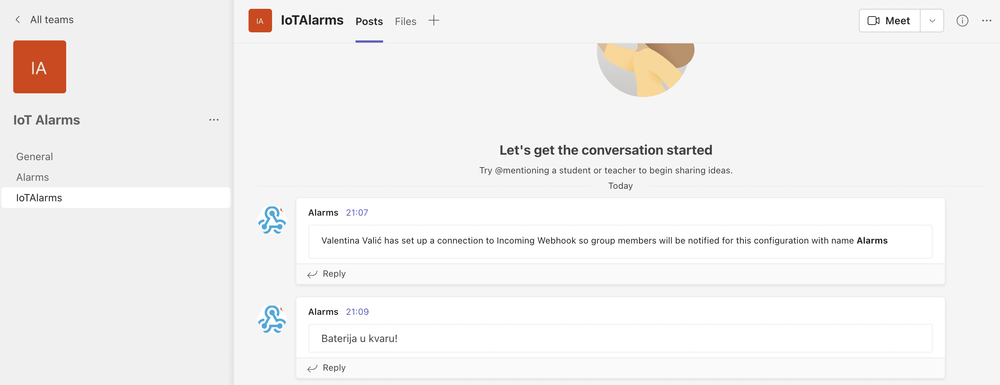 All teams
IA
IoT Alarms
General
Alarms
IoTAlarms
IA
IoTAlarms Posts Files
Meet
Let's get the conversation started
Try @mentioning a student or teacher to begin sharing ideas.
Today
Alarms 21:07
Valentina Valić has set up a connection to Incoming Webhook so group members will be notified for this configuration with name Alarms
Reply
Alarms 21:09
Baterija u kvaru!
Reply